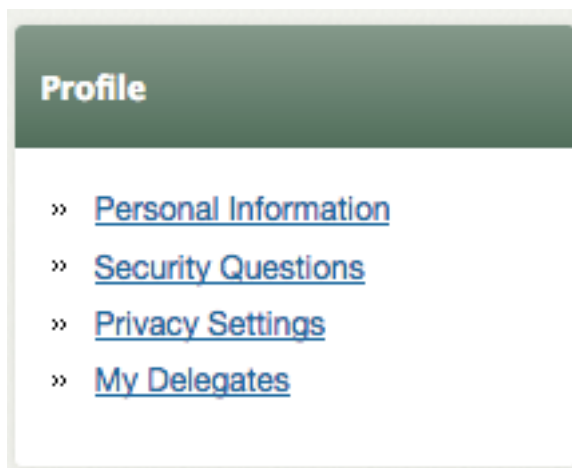 Profile
» Personal Information
» Security Questions
» Privacy Settings
» My Delegates